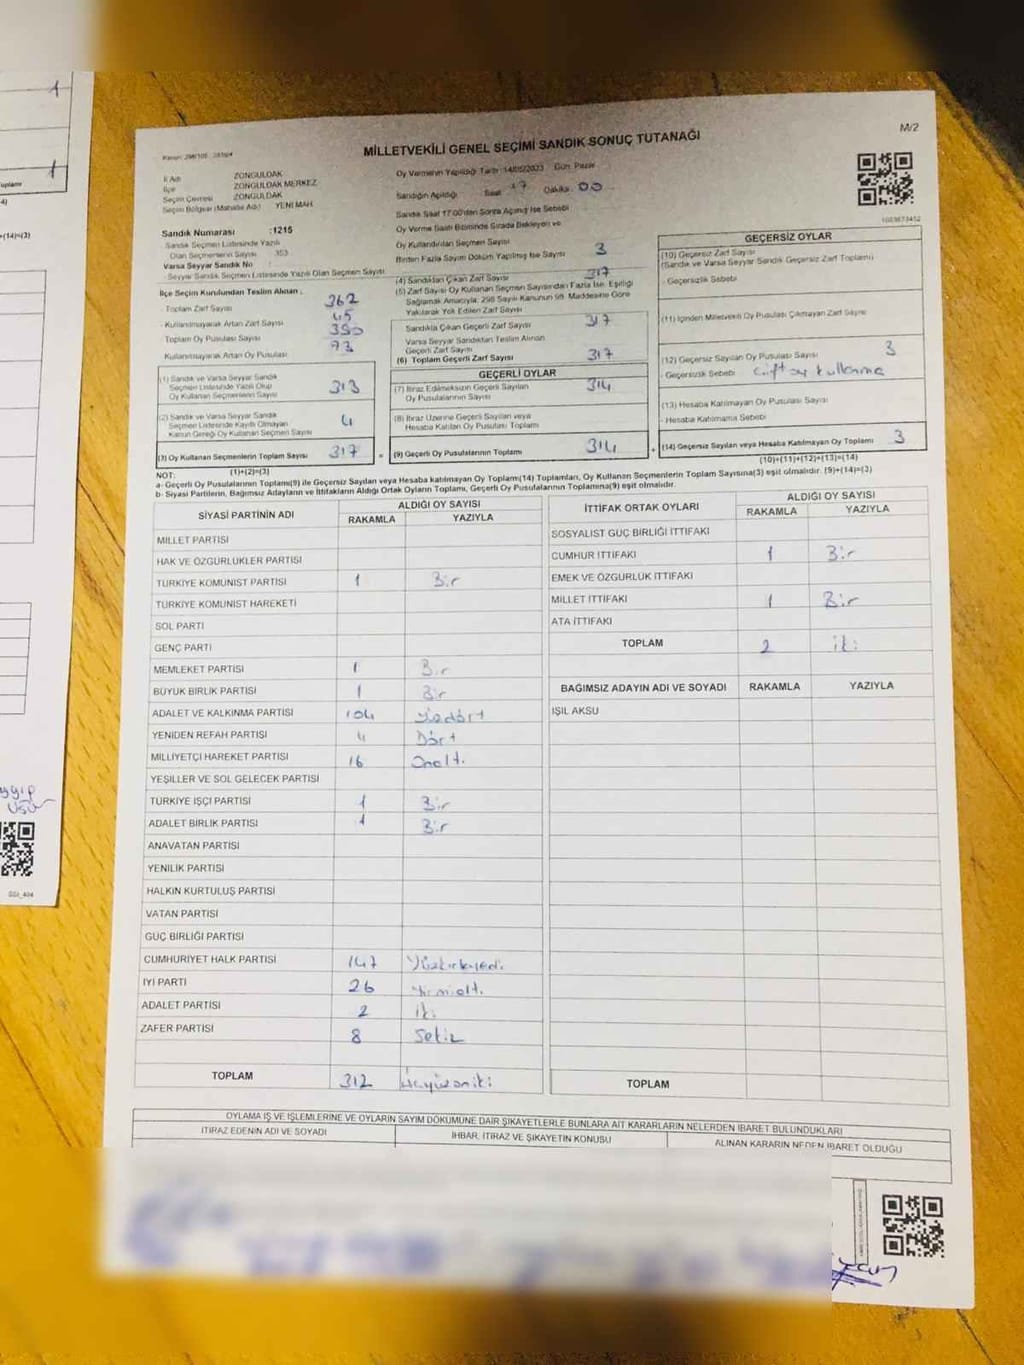 M/2
MİLLETVEKİLİ GENEL SEÇİMİ SANDIK SONUÇ TUTANAĞI
İl Adı ZONGULDAK
İlçe ZONGULDAK MERKEZ
Seçim Çevresi ZONGULDAK
Seçim Bölgesi (Mahalle Adı) YENİ MAH
Sandık Numarası :1215
Sandık Seçmen Listesinde Yazılı
Olan Seçmenlerin Sayısı 353
Varsa Seyyar Sandık No
Seyyar Sandık Seçmen Listesinde Yazılı Olan Seçmen Sayısı
Oy Vermenin Yapıldığı Tarih 14/05/2023 Gün Pazar
Sandığın Açıldığı Saat 17 Dakika 00
Sandık Saat 17:00'den Sonra Açılmış İse Sebebi
Oy Verme Saati Bitiminde Sırada Bekleyen ve
Oy Kullandırılan Seçmen Sayısı
Birden Fazla Sayım Döküm Yapılmış İse Sayısı 3
İlçe Seçim Kurulundan Teslim Alınan
Toplam Zarf Sayısı 362
Kullanılmayarak Artan Zarf Sayısı 45
Toplam Oy Pusulası Sayısı 390
Kullanılmayarak Artan Oy Pusulası 73
(1) Sandık ve Varsa Seyyar Sandık
Seçmen Listesinde Yazılı Olup
Oy Kullanan Seçmenlerin Sayısı 313
(2) Sandık ve Varsa Seyyar Sandık
Seçmen Listesinde Kayıtlı Olmayan
Kanun Gereği Oy Kullanan Seçmen Sayısı 4
(3) Oy Kullanan Seçmenlerin Toplam Sayısı 317
(1)+(2)=(3)
(4) Sandıktan Çıkan Zarf Sayısı 317
(5) Zarf Sayısı Oy Kullanan Seçmen Sayısından Fazla İse, Eşitliği
Sağlamak Amacıyla, 298 Sayılı Kanunun 98. Maddesine Göre
Yakılarak Yok Edilen Zarf Sayısı
Sandıkta Çıkan Geçerli Zarf Sayısı 317
Varsa Seyyar Sandıktan Teslim Alınan
Geçerli Zarf Sayısı
(6) Toplam Geçerli Zarf Sayısı 317
GEÇERLİ OYLAR
(7) İtiraz Edilmeksizin Geçerli Sayılan
Oy Pusulalarının Sayısı 314
(8) İtiraz Üzerine Geçerli Sayılan veya
Hesaba Katılan Oy Pusulası Toplamı
(9) Geçerli Oy Pusulalarının Toplamı 314
GEÇERSİZ OYLAR
(10) Geçersiz Zarf Sayısı
(Sandık ve Varsa Seyyar Sandık Geçersiz Zarf Toplamı)
- Geçersizlik Sebebi
(11) İçinden Milletvekili Oy Pusulası Çıkmayan Zarf Sayısı
(12) Geçersiz Sayılan Oy Pusulası Sayısı 3
- Geçersizlik Sebebi Çift oy kullanma
(13) Hesaba Katılmayan Oy Pusulası Sayısı
- Hesaba Katılmama Sebebi
(14) Geçersiz Sayılan veya Hesaba Katılmayan Oy Toplamı 3
(10)+(11)+(12)+(13)=(14)
NOT:
a- Geçerli Oy Pusulalarının Toplamı(9) ile Geçersiz Sayılan veya Hesaba katılmayan Oy Toplam(14) Toplamları, Oy Kullanan Seçmenlerin Toplam Sayısına(3) eşit olmalıdır. (9)+(14)=(3)
b- Siyasi Partilerin, Bağımsız Adayların ve İttifakların Aldığı Ortak Oyların Toplamı, Geçerli Oy Pusulalarının Toplamına(9) eşit olmalıdır.
SİYASİ PARTİNİN ADI ALDIĞI OY SAYISI
RAKAMLA YAZIYLA
MİLLET PARTİSİ
HAK VE ÖZGÜRLÜKLER PARTİSİ
TÜRKİYE KOMÜNİST PARTİSİ 1 Bir
TÜRKİYE KOMÜNİST HAREKETİ
SOL PARTİ
GENÇ PARTİ
MEMLEKET PARTİSİ 1 Bir
BÜYÜK BİRLİK PARTİSİ 1 Bir
ADALET VE KALKINMA PARTİSİ 104 Yüzdört
YENİDEN REFAH PARTİSİ 4 Dört
MİLLİYETÇİ HAREKET PARTİSİ 16 Onaltı
YEŞİLLER VE SOL GELECEK PARTİSİ
TÜRKİYE İŞÇİ PARTİSİ 1 Bir
ADALET BİRLİK PARTİSİ 1 Bir
ANAVATAN PARTİSİ
YENİLİK PARTİSİ
HALKIN KURTULUŞ PARTİSİ
VATAN PARTİSİ
GÜÇ BİRLİĞİ PARTİSİ
CUMHURİYET HALK PARTİSİ 147 Yüzkırkyedi
İYİ PARTİ 26 Yirmialtı
ADALET PARTİSİ 2 İki
ZAFER PARTİSİ 8 Sekiz
TOPLAM 312 Üçyüzoniki
İTTİFAK ORTAK OYLARI ALDIĞI OY SAYISI
RAKAMLA YAZIYLA
SOSYALİST GÜÇ BİRLİĞİ İTTİFAKI
CUMHUR İTTİFAKI 1 Bir
EMEK VE ÖZGÜRLÜK İTTİFAKI
MİLLET İTTİFAKI 1 Bir
ATA İTTİFAKI
TOPLAM 2 iki
BAĞIMSIZ ADAYIN ADI VE SOYADI RAKAMLA YAZIYLA
IŞIL AKSU
TOPLAM
OYLAMA İŞ VE İŞLEMLERİNE VE OYLARIN SAYIM DÖKÜMÜNE DAİR ŞİKAYETLERLE BUNLARA AİT KARARLARIN NELERDEN İBARET BULUNDUKLARI
İTİRAZ EDENİN ADI VE SOYADI İHBAR, İTİRAZ VE ŞİKAYETİN KONUSU ALINAN KARARIN NEDEN İBARET OLDUĞU